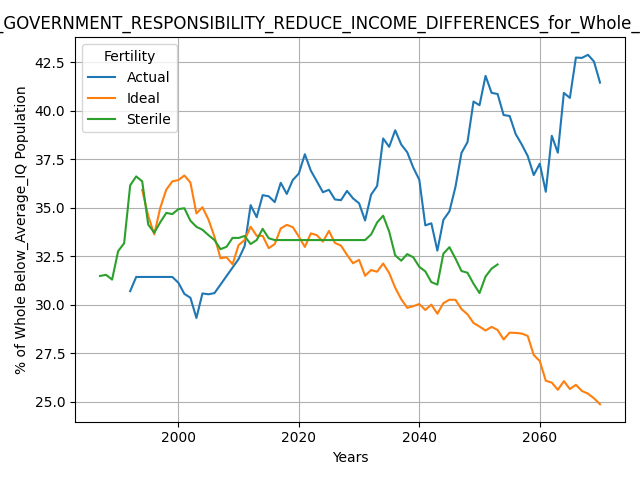 _GOVERNMENT_RESPONSIBILITY_REDUCE_INCOME_DIFFERENCES_for_Whole_
Fertility
Actual
Ideal
Sterile
% of Whole Below_Average_IQ Population
42.5
40.0
37.5
35.0
32.5
30.0
27.5
25.0
2000
2020
2040
2060
Years